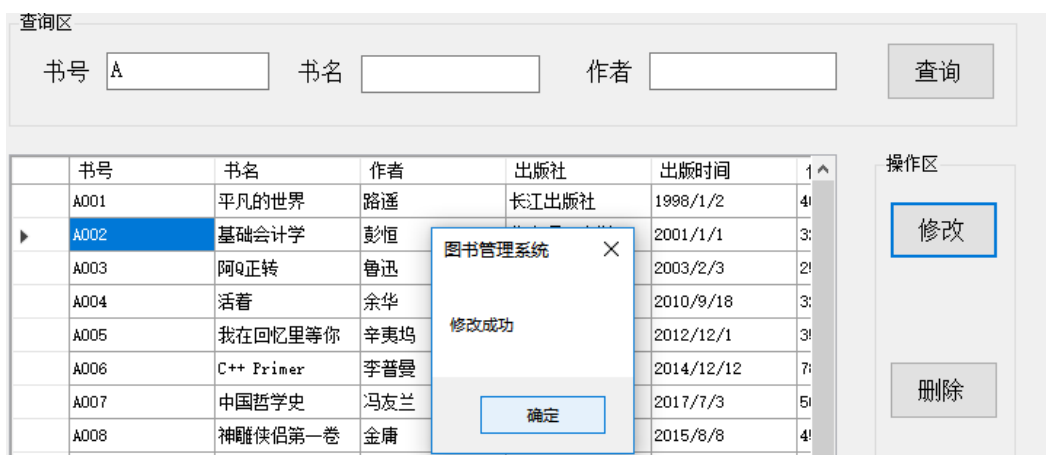 查询区
书号 A 书名 作者 查询
操作区
书号 书名 作者 出版社 出版时间
A001 平凡的世界 路遥 长江出版社 1998/1/2
修改
A002 基础会计学 彭恒 2001/1/1
图书管理系统
A003 阿Q正转 鲁迅 2003/2/3
A004 活着 余华 2010/9/18
修改成功
A005 我在回忆里等你 辛夷坞 2012/12/1
A006 C++ Primer 李普曼 2014/12/12
删除
A007 中国哲学史 冯友兰 2017/7/3
确定
A008 神雕侠侣第一卷 金庸 2015/8/8